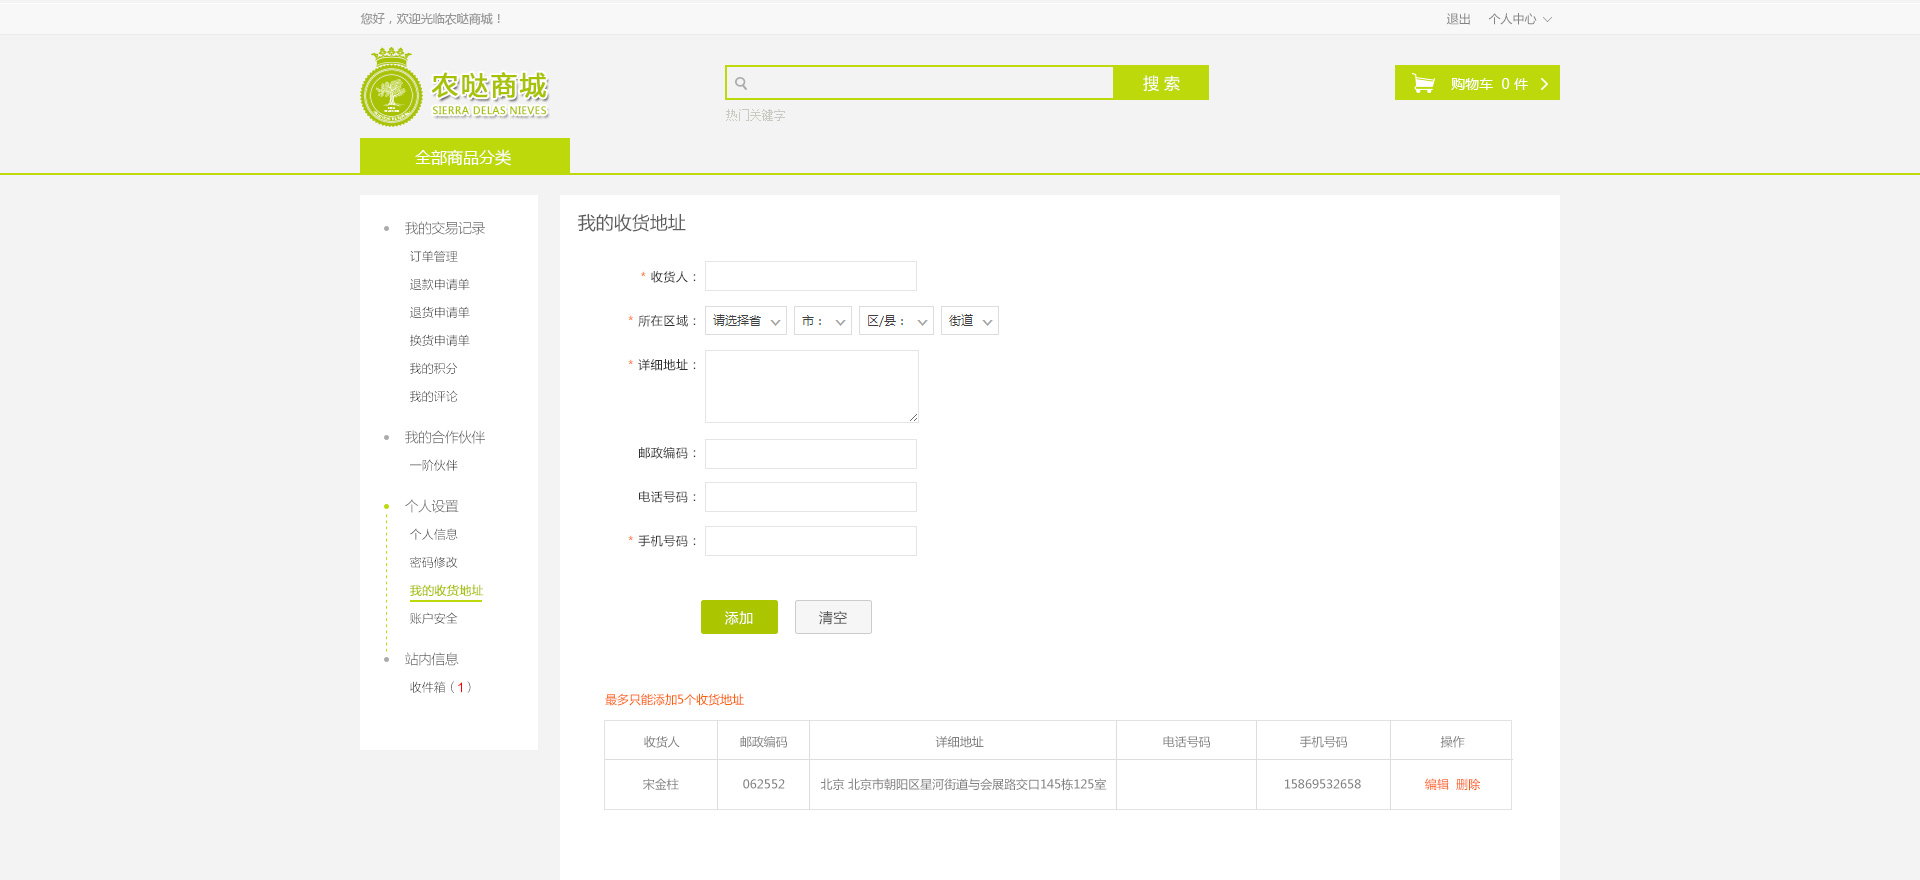 您好，欢迎光临农哒商城！
退出 个人中心
农哒商城
SIERRA DELAS NIEVES
搜 索
购物车 0 件
热门关键字
全部商品分类
我的交易记录
订单管理
退款申请单
退货申请单
换货申请单
我的积分
我的评论
我的合作伙伴
一阶伙伴
个人设置
个人信息
密码修改
我的收货地址
账户安全
站内信息
收件箱（1）
我的收货地址
* 收货人：
* 所在区域： 请选择省 市： 区/县： 街道
* 详细地址：
邮政编码：
电话号码：
* 手机号码：
添加 清空
最多只能添加5个收货地址
收货人 邮政编码 详细地址 电话号码 手机号码 操作
宋金柱 062552 北京 北京市朝阳区星河街道与会展路交口145栋125室 15869532658 编辑 删除